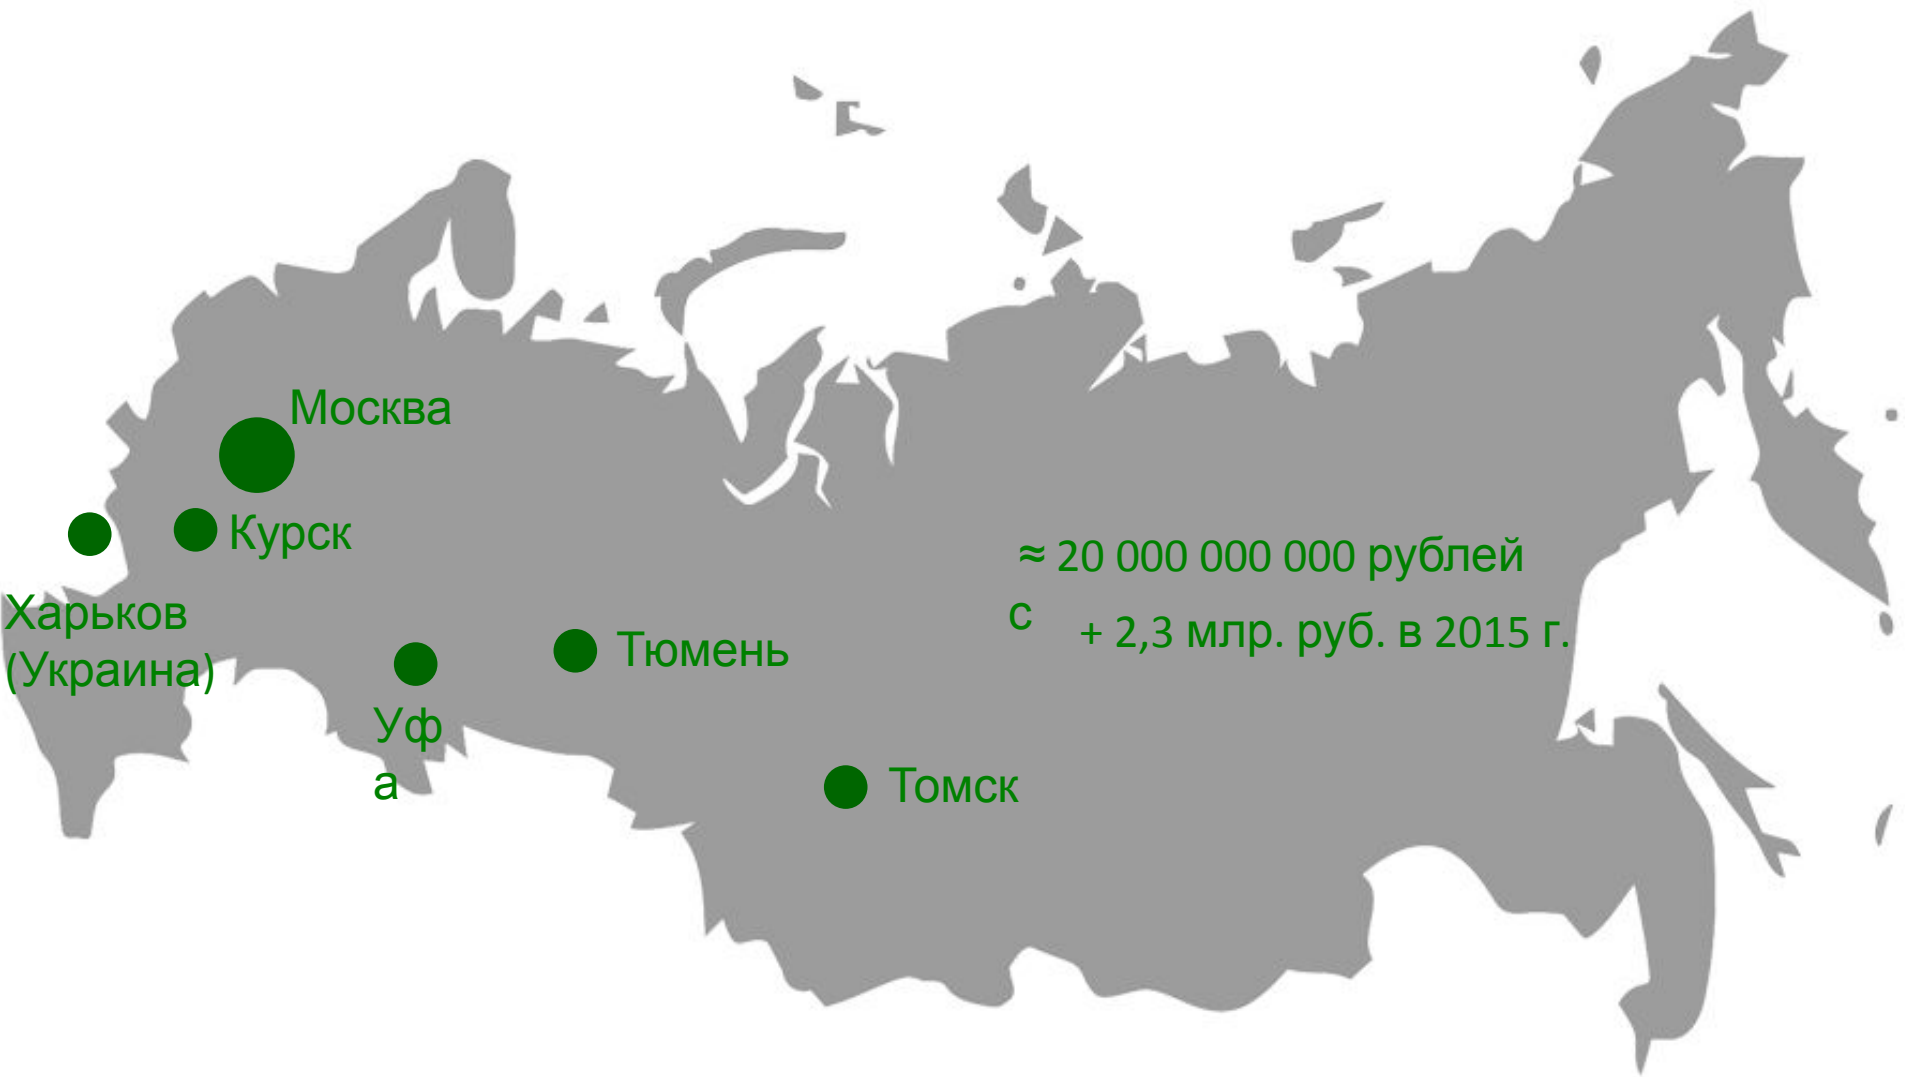 Москва
Курск
≈ 20 000 000 000 рублей
с
+ 2,3 млр. руб. в 2015 г.
Харьков
(Украина)
Тюмень
Уф
а
Томск